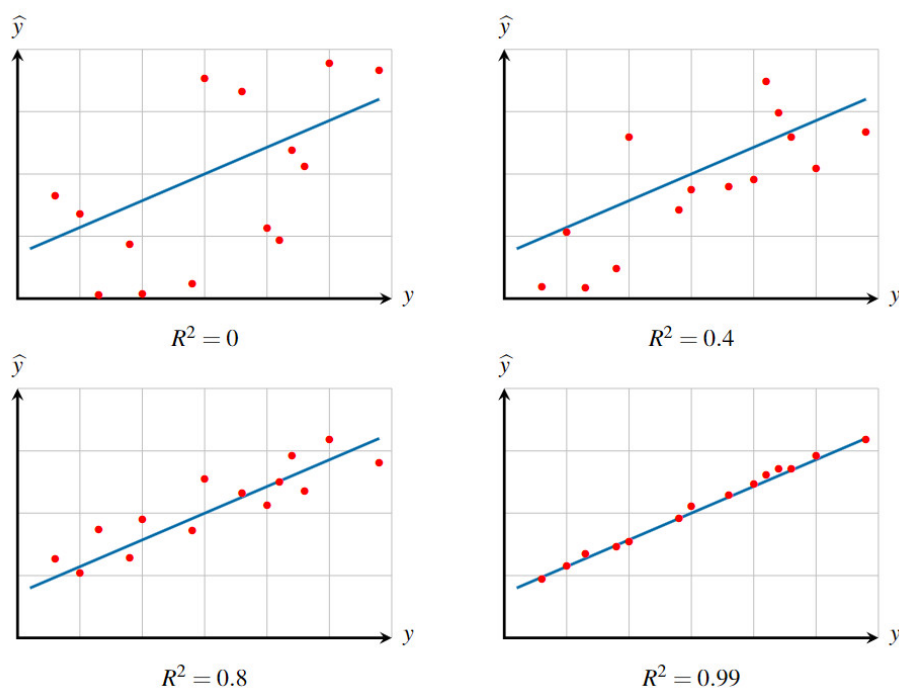 ŷ
ŷ
y
y
R² = 0
R² = 0.4
ŷ
ŷ
y
y
R² = 0.8
R² = 0.99